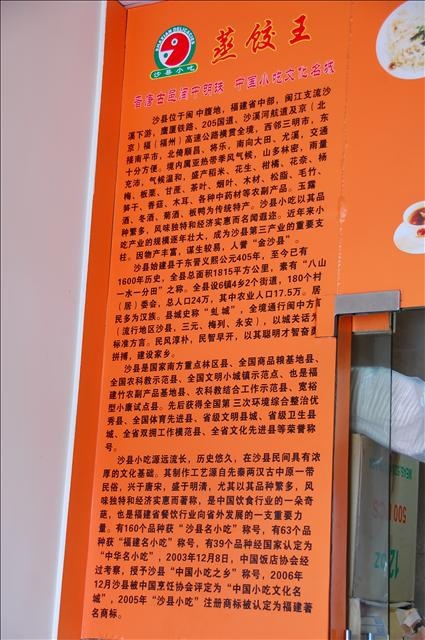 SHAXIAN DELICACIES
沙县小吃
蒸饺王
晋唐古邑闽中明珠 中国小吃文化名城
沙县位于闽中腹地，福建省中部，闽江支流沙
溪下游，鹰厦铁路、205国道、沙溪河航道及京（北
京）福（福州）高速公路横贯全境，西邻三明市，东
接南平市，北倚顺昌、将乐，南向大田、尤溪，交通
十分方便。境内属亚热带季风气候，山多林密，雨量
充沛，气候温和，盛产稻米、花生、柑橘、花奈、杨
梅、板栗、甘蔗、茶叶、烟叶、木材、松脂、毛竹、
笋干、香菇、木耳、各种中药材等农副产品。玉露
酒、冬酒、菊酒、板鸭为传统特产。沙县小吃以其品
种繁多，风味独特和经济实惠而名闻遐迩。近年来小
吃产业的规模逐年壮大，成为沙县第三产业的重要支
柱。因物产丰富，谋生较易，人誉“金沙县”。
沙县始建县于东晋义熙公元405年，至今已有
1600年历史，全县总面积1815平方公里，素有“八山
一水一分田”之称。全县设6镇4乡2个街道，180个村
（居）委会，总人口24万，其中农业人口17.5万。居
民多为汉族。县城史称“虬城”，全境通行闽中方言
（流行地区沙县，三元、梅列、永安），以城关话为
标准方言。民风淳朴，民智早开，以其聪明才智奋勇
拼搏，建设家乡。
沙县是国家南方重点林区县、全国商品粮基地县、
全国农科教示范县、全国文明小城镇示范点、也是福
建竹农副产品基地县、农科教结合工作示范县、宽裕
型小康试点县。先后获得全国第三次环境综合整治优
秀县、全国体育先进县、省级文明县城、省级卫生县
城、全省双拥工作模范县、全省文化先进县等荣誉称
号。
沙县小吃源远流长，历史悠久，在沙县民间具有浓
厚的文化基础。其制作工艺源自先秦两汉古中原一带
民俗，兴于唐宋，盛于明清，尤其以其品种繁多，风
味独特和经济实惠而著称，是中国饮食行业的一朵奇
葩，也是福建省餐饮行业向省外发展的一支重要力
量。有160个品种获“沙县名小吃”称号，有63个品
种获“福建名小吃”称号，有39个品种经国家认定为
“中华名小吃”，2003年12月8日，中国饭店协会经
过考察，授予沙县“中国小吃之乡”称号，2006年
12月沙县被中国烹饪协会评定为“中国小吃文化名
城”，2005年“沙县小吃”注册商标被认定为福建著
名商标。